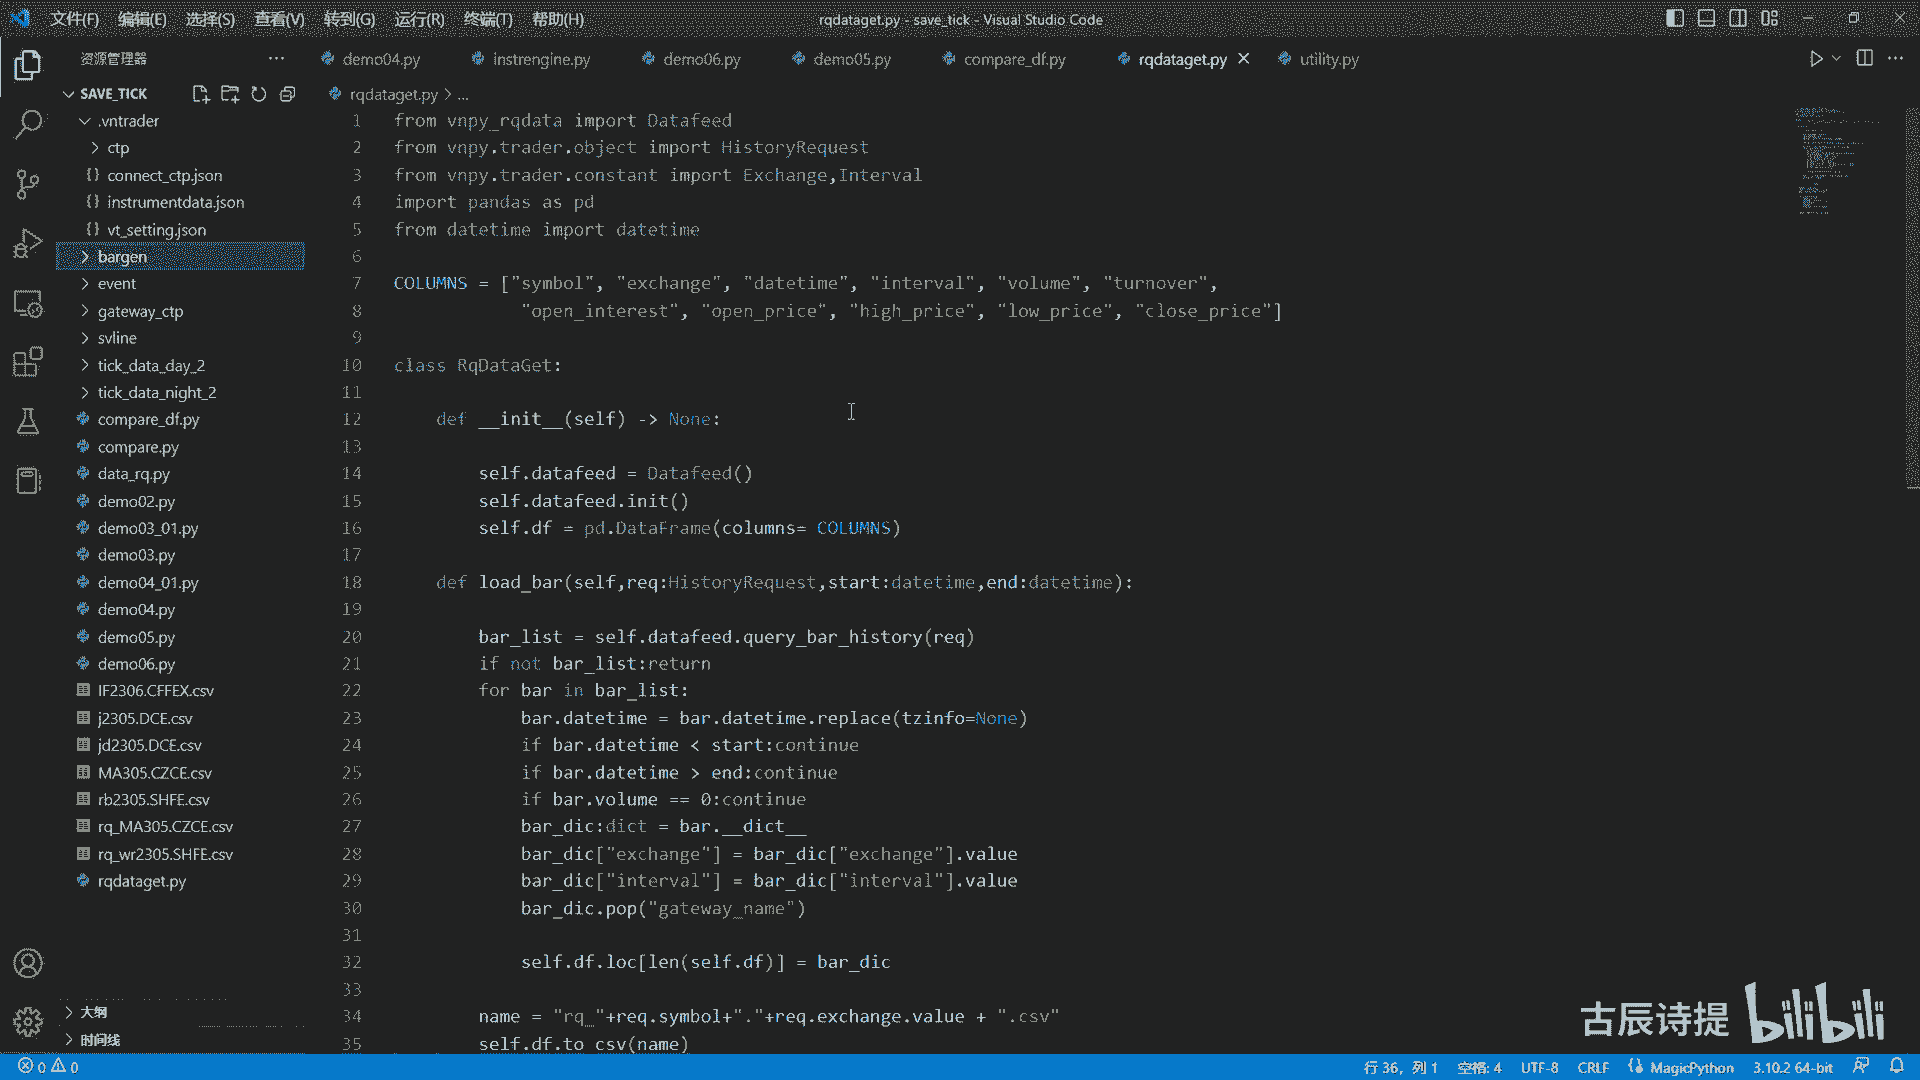 文件(F) 编辑(E) 选择(S) 查看(V) 转到(G) 运行(R) 终端(T) 帮助(H)
rqdataget.py - save_tick - Visual Studio Code
资源管理器
demo04.py instrengine.py demo06.py demo05.py compare_df.py rqdataget.py utility.py
SAVE_TICK
.vntrader
ctp
connect_ctp.json
instrumentdata.json
vt_setting.json
bargen
event
gateway_ctp
svline
tick_data_day_2
tick_data_night_2
compare_df.py
compare.py
data_rq.py
demo02.py
demo03_01.py
demo03.py
demo04_01.py
demo04.py
demo05.py
demo06.py
IF2306.CFFEX.csv
j2305.DCE.csv
jd2305.DCE.csv
MA305.CZCE.csv
rb2305.SHFE.csv
rq_MA305.CZCE.csv
rq_wr2305.SHFE.csv
rqdataget.py
大纲
时间线
rqdataget.py > ...
1 from vnpy_rqdata import Datafeed
2 from vnpy.trader.object import HistoryRequest
3 from vnpy.trader.constant import Exchange,Interval
4 import pandas as pd
5 from datetime import datetime
6
7 COLUMNS = ["symbol", "exchange", "datetime", "interval", "volume", "turnover",
8 "open_interest", "open_price", "high_price", "low_price", "close_price"]
9
10 class RqDataGet:
11
12 def __init__(self) -> None:
13
14 self.datafeed = Datafeed()
15 self.datafeed.init()
16 self.df = pd.DataFrame(columns= COLUMNS)
17
18 def load_bar(self,req:HistoryRequest,start:datetime,end:datetime):
19
20 bar_list = self.datafeed.query_bar_history(req)
21 if not bar_list:return
22 for bar in bar_list:
23 bar.datetime = bar.datetime.replace(tzinfo=None)
24 if bar.datetime < start:continue
25 if bar.datetime > end:continue
26 if bar.volume == 0:continue
27 bar_dic:dict = bar.__dict__
28 bar_dic["exchange"] = bar_dic["exchange"].value
29 bar_dic["interval"] = bar_dic["interval"].value
30 bar_dic.pop("gateway_name")
31
32 self.df.loc[len(self.df)] = bar_dic
33
34 name = "rq_"+req.symbol+"."+req.exchange.value + ".csv"
35 self.df.to_csv(name)
古辰诗提 bilibili
0 0 行 36，列 1 空格: 4 UTF-8 CRLF MagicPython 3.10.2 64-bit